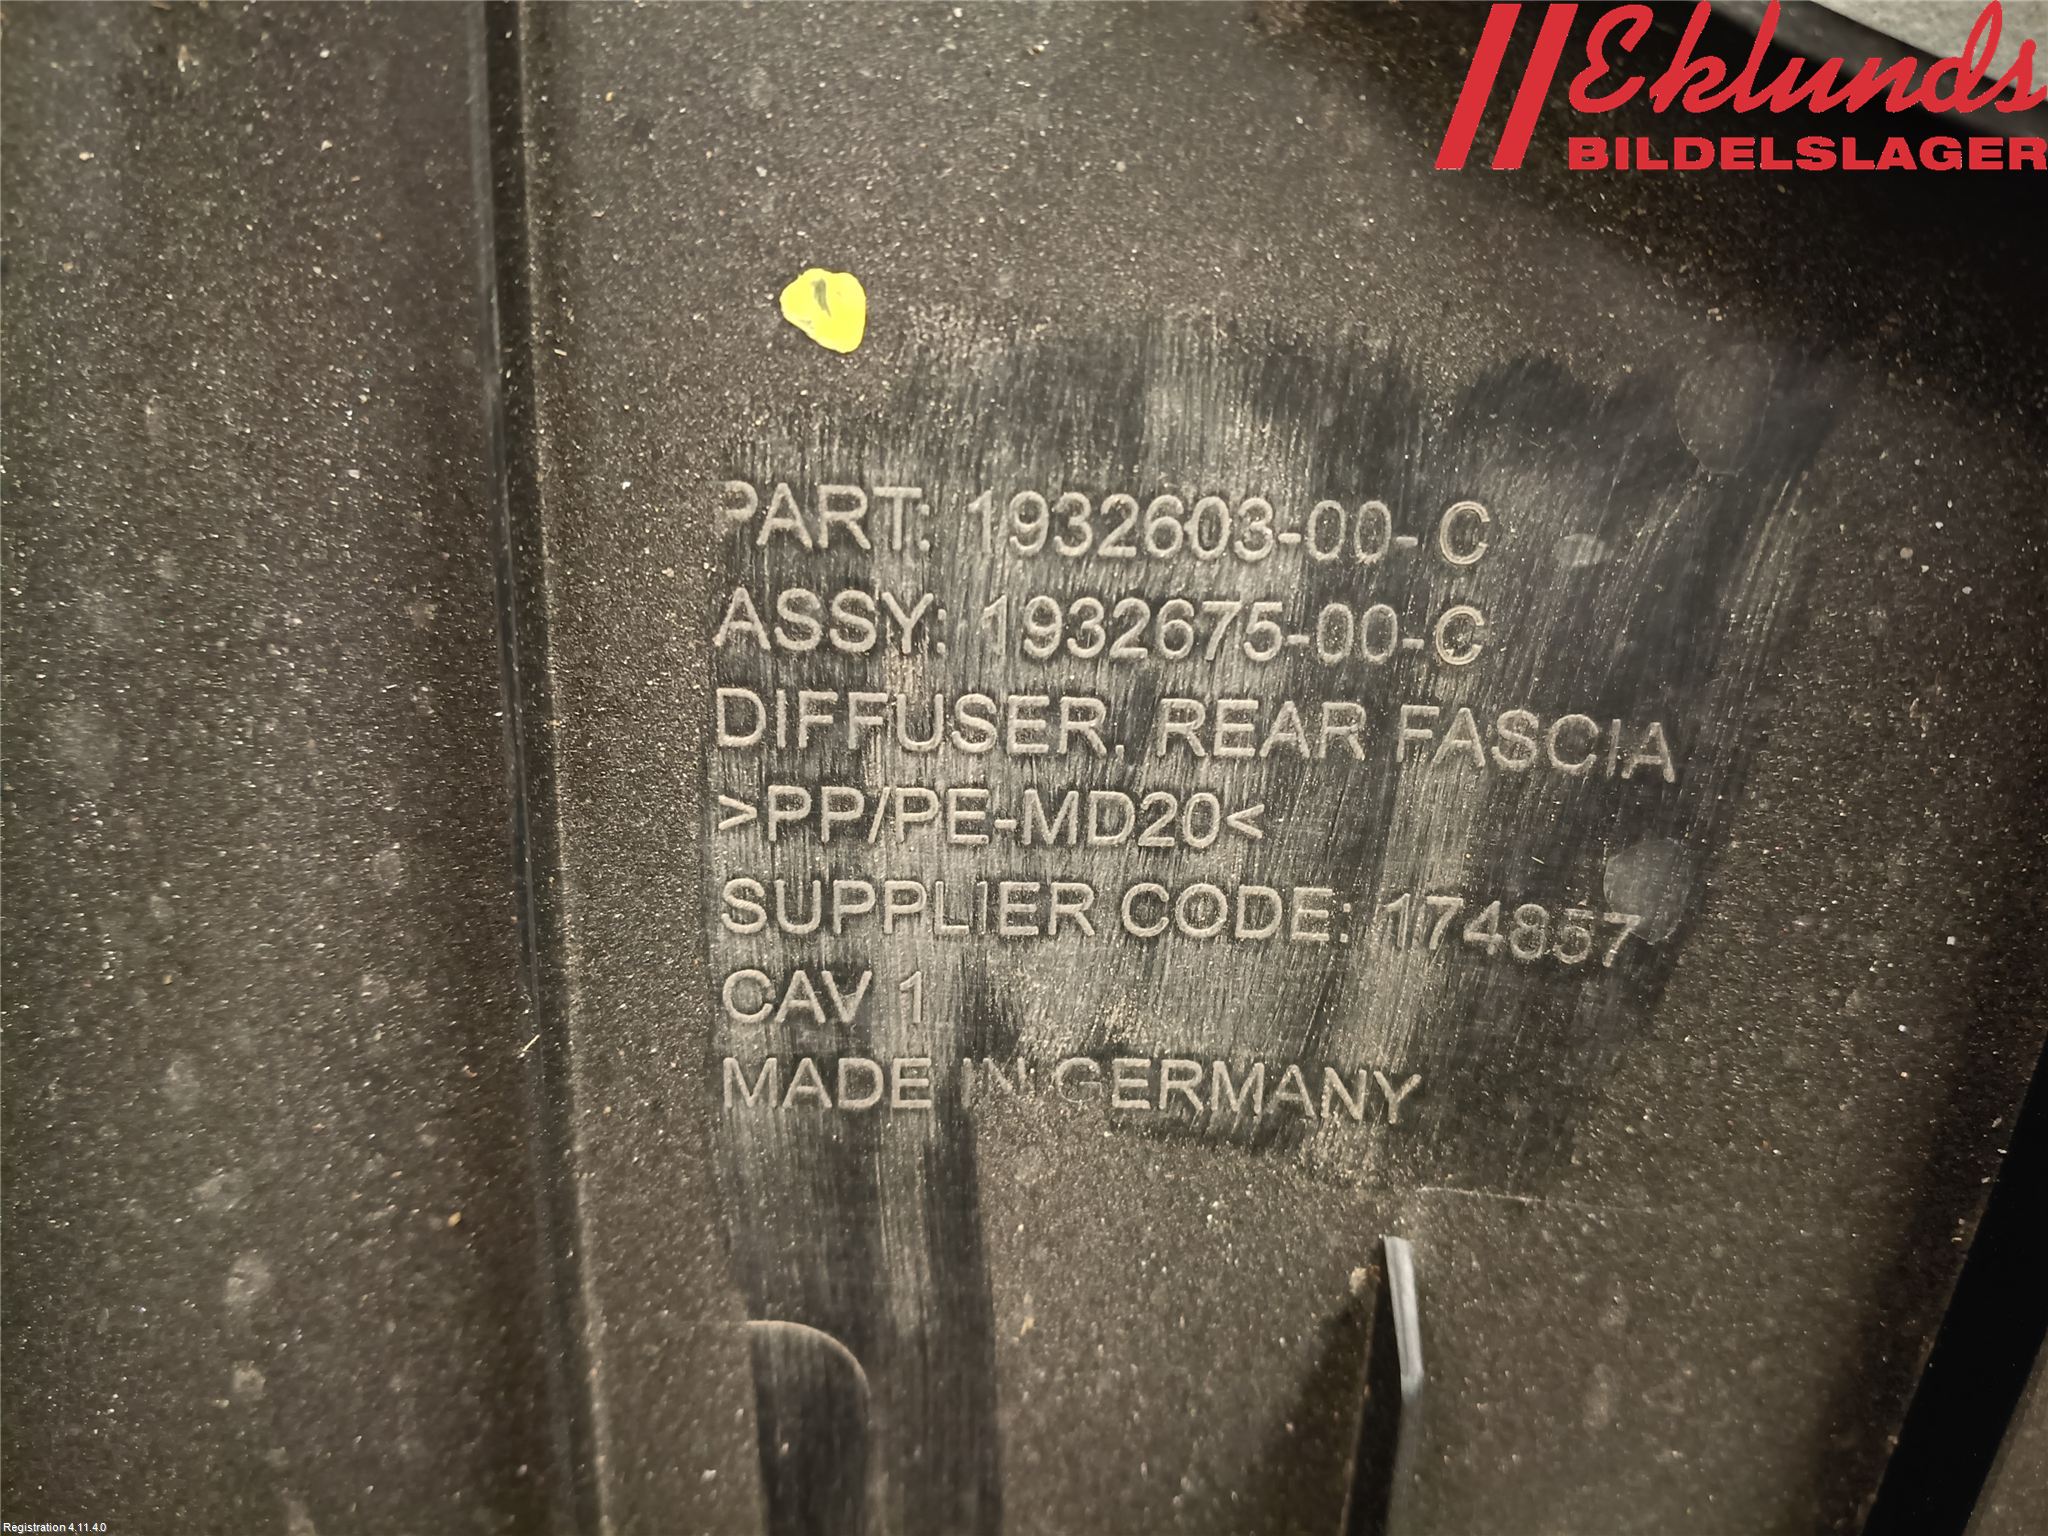 Eklunds
BILDELSLAGER
PART: 1932603-00- C
ASSY: 1932675-00-C
DIFFUSER, REAR FASCIA
>PP/PE-MD20<
SUPPLIER CODE: 174857
CAV 1
MADE IN GERMANY
Registration 4.11.4.0